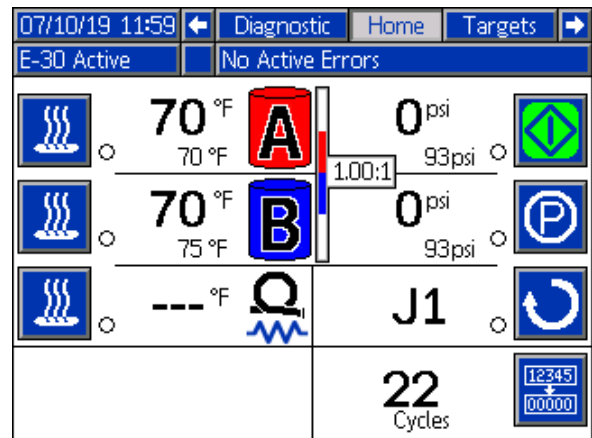 07/10/19 11:59 Diagnostic Home Targets
E-30 Active No Active Errors
70 °F A 0 psi
70 °F 93psi
1.00:1
70 °F B 0 psi
75 °F 93psi
--- °F J1
22
Cycles
12345
00000
P